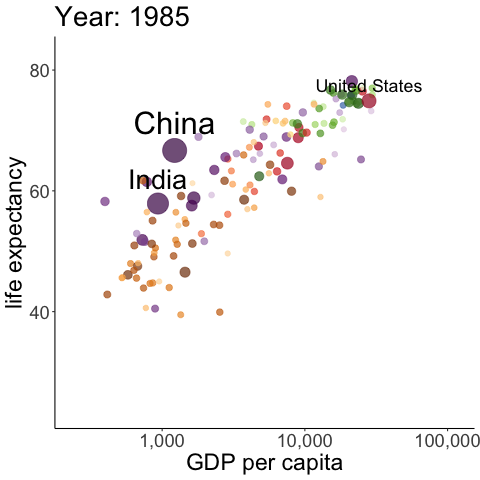 Year: 1985
80
United States
China
India
60
life expectancy
40
1,000
10,000
100,000
GDP per capita